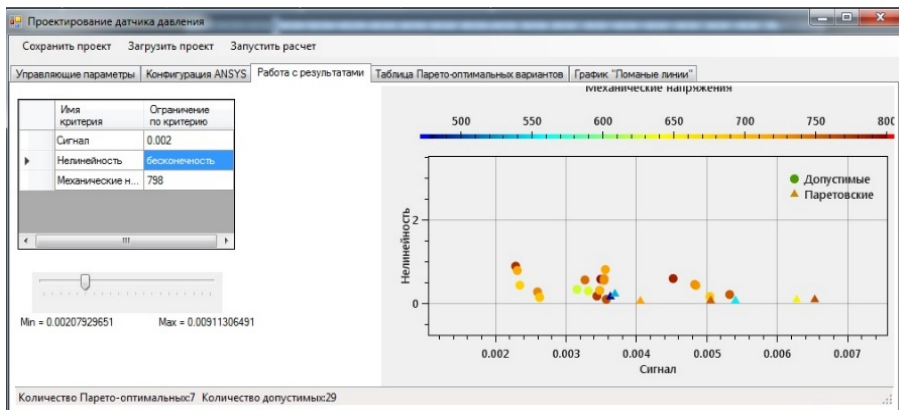 Проектирование датчика давления
Сохранить проект Загрузить проект Запустить расчет
Управляющие параметры Конфигурация ANSYS Работа с результатами Таблица Парето-оптимальных вариантов График "Ломаные линии"
Имя критерия Ограничение по критерию
Сигнал 0.002
Нелинейность бесконечность
Механические н... 798
Min = 0.00207929651 Max = 0.00911306491
Механические напряжения
500 550 600 650 700 750 800
Допустимые
Паретовские
Нелинейность
2
0
0.002 0.003 0.004 0.005 0.006 0.007
Сигнал
Количество Парето-оптимальных:7 Количество допустимых:29